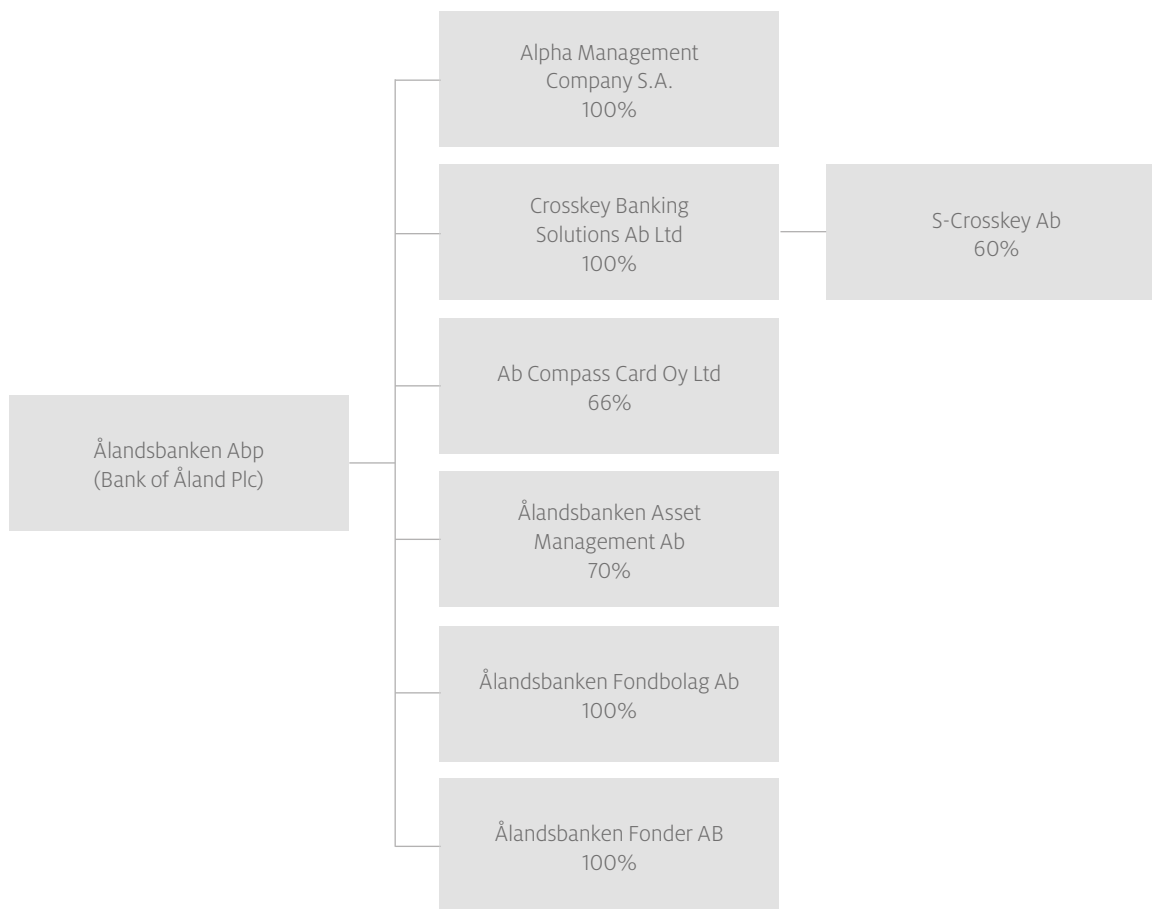 Alpha Management
Company S.A.
100%
Crosskey Banking
Solutions Ab Ltd
100%
S-Crosskey Ab
60%
Ab Compass Card Oy Ltd
66%
Ålandsbanken Abp
(Bank of Åland Plc)
Ålandsbanken Asset
Management Ab
70%
Ålandsbanken Fondbolag Ab
100%
Ålandsbanken Fonder AB
100%